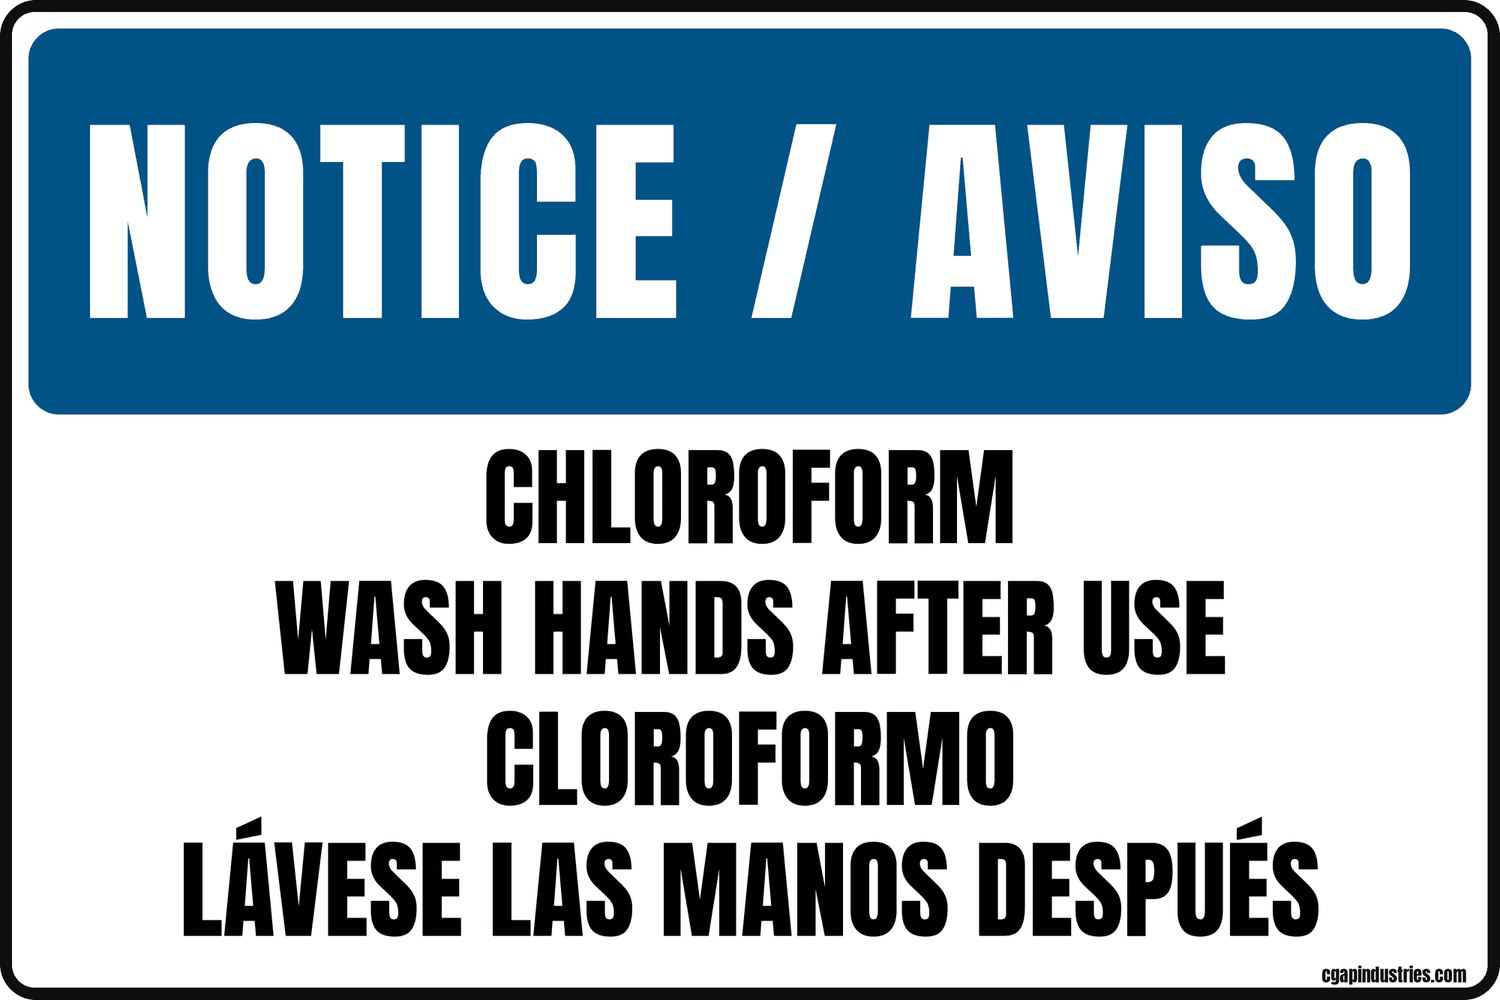 NOTICE / AVISO
CHLOROFORM
WASH HANDS AFTER USE
CLOROFORMO
LÁVESE LAS MANOS DESPUÉS
cgapindustries.com